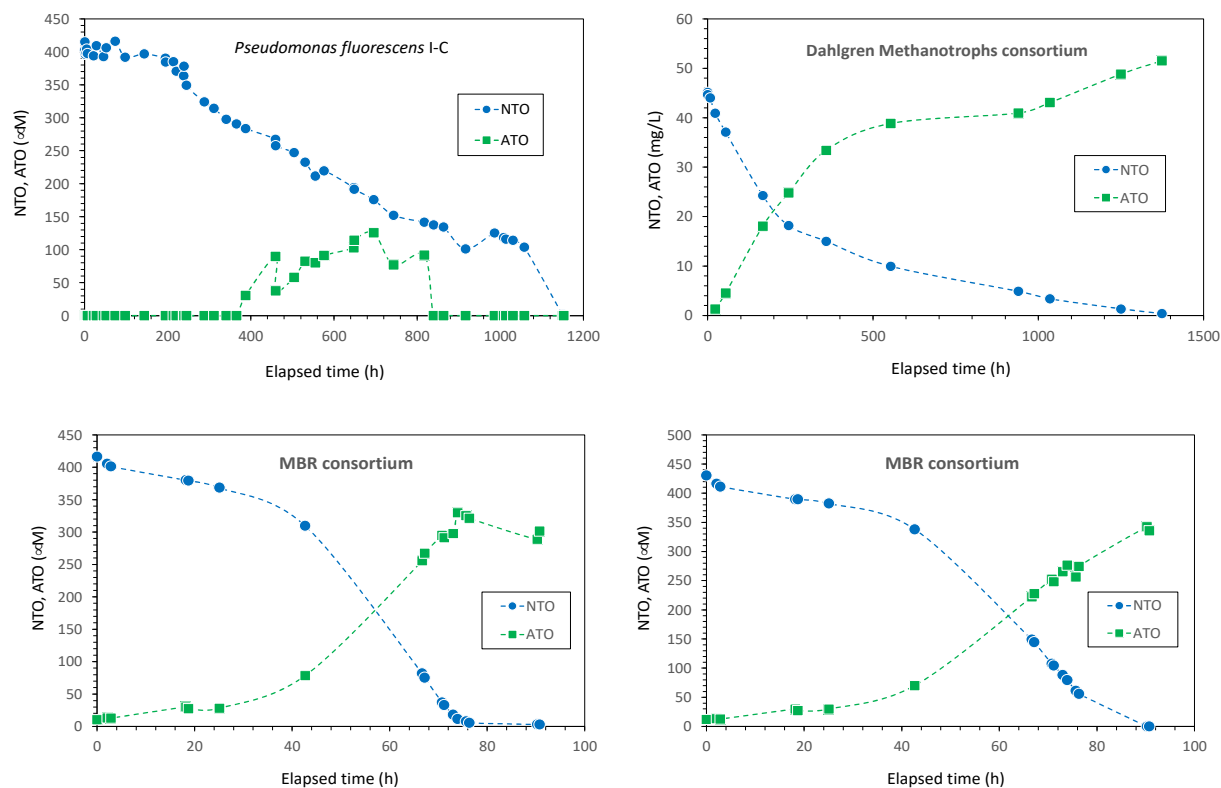 Pseudomonas fluorescens I-C
NTO, ATO (∝M)
450
400
350
300
250
200
150
100
50
0
NTO
ATO
0 200 400 600 800 1000 1200
Elapsed time (h)
Dahlgren Methanotrophs consortium
NTO, ATO (mg/L)
60
50
40
30
20
10
0
NTO
ATO
0 500 1000 1500
Elapsed time (h)
MBR consortium
NTO, ATO (∝M)
450
400
350
300
250
200
150
100
50
0
NTO
ATO
0 20 40 60 80 100
Elapsed time (h)
MBR consortium
NTO, ATO (∝M)
500
450
400
350
300
250
200
150
100
50
0
NTO
ATO
0 20 40 60 80 100
Elapsed time (h)